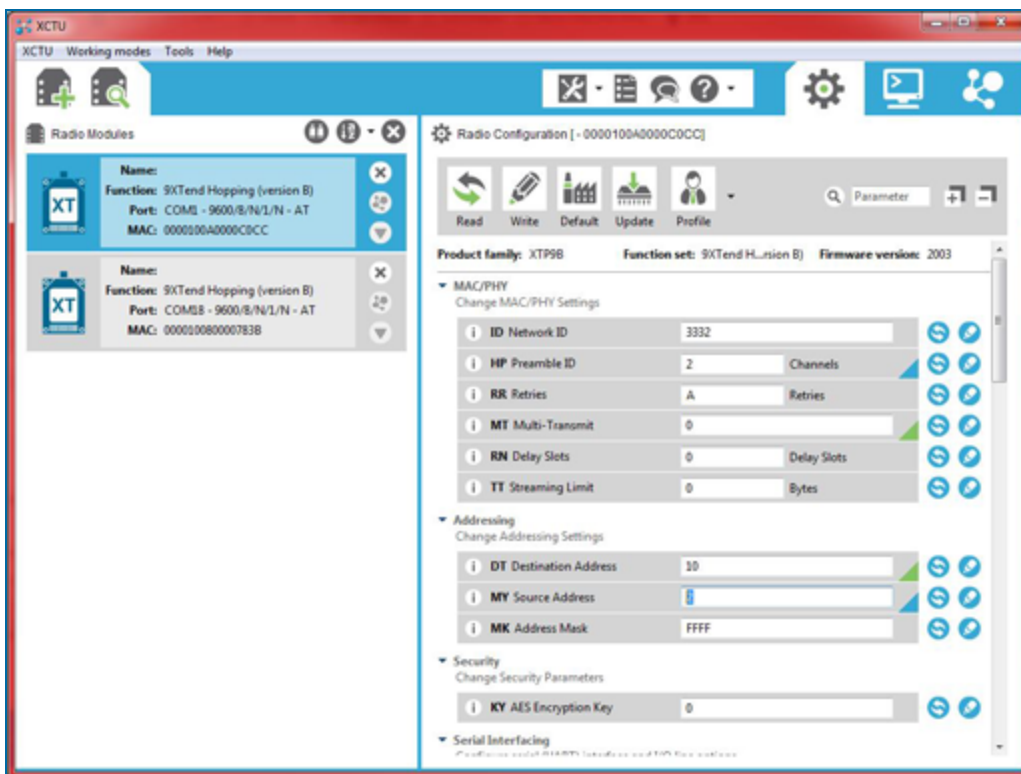 XCTU
XCTU Working modes Tools Help
Radio Modules
Name:
Function: 9XTend Hopping (version B)
Port: COM1 - 9600/8/N/1/N - AT
MAC: 0000100A0000C0CC
XT
Name:
Function: 9XTend Hopping (version B)
Port: COM18 - 9600/8/N/1/N - AT
MAC: 000010080000783B
XT
Radio Configuration [ - 0000100A0000C0CC]
Read Write Default Update Profile
Parameter
Product family: XTP9B Function set: 9XTend H...rsion B) Firmware version: 2003
MAC/PHY
Change MAC/PHY Settings
i ID Network ID 3332
i HP Preamble ID 2 Channels
i RR Retries A Retries
i MT Multi-Transmit 0
i RN Delay Slots 0 Delay Slots
i TT Streaming Limit 0 Bytes
Addressing
Change Addressing Settings
i DT Destination Address 10
i MY Source Address
i MK Address Mask FFFF
Security
Change Security Parameters
i KY AES Encryption Key 0
Serial Interfacing